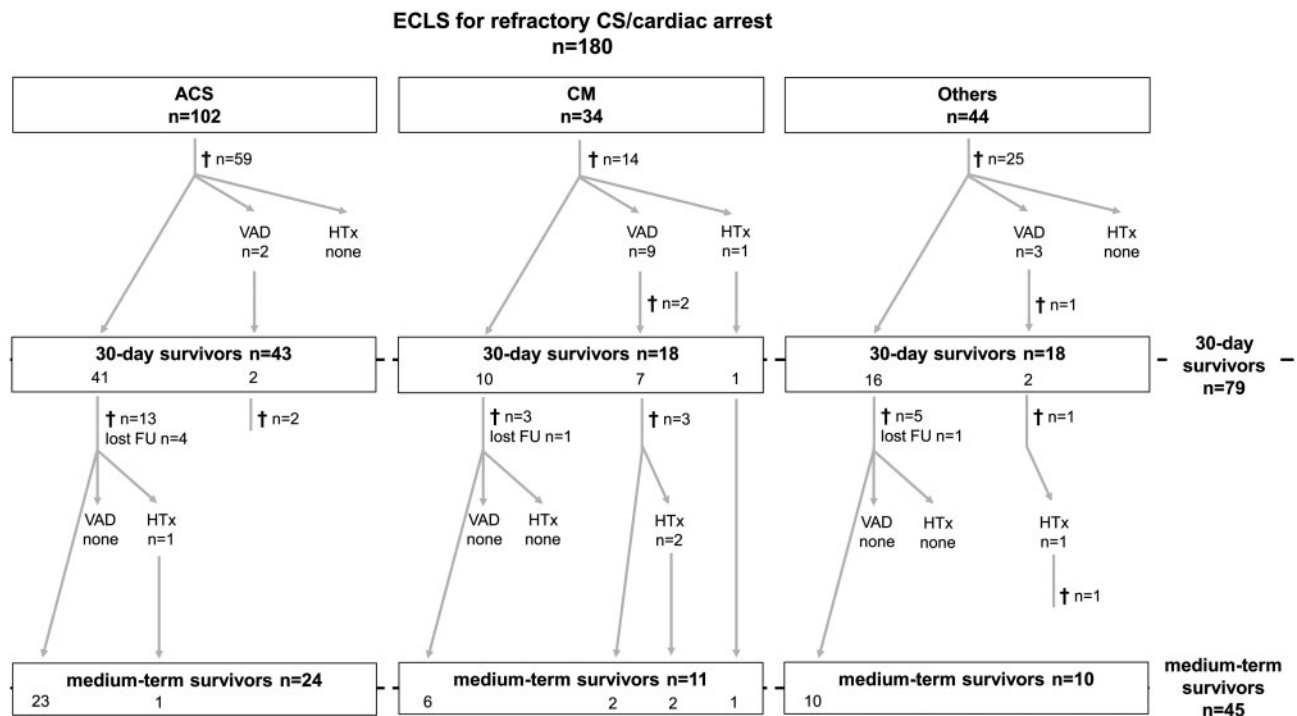 ECLS for refractory CS/cardiac arrest
n=180
ACS
n=102
CM
n=34
Others
n=44
† n=59
† n=14
† n=25
VAD
n=2
HTx
none
VAD
n=9
HTx
n=1
VAD
n=3
HTx
none
† n=2
† n=1
30-day survivors n=43
41 2
30-day survivors n=18
10 7 1
30-day survivors n=18
16 2
30-day
survivors
n=79
† n=13
lost FU n=4
† n=2
† n=3
lost FU n=1
† n=3
† n=5
lost FU n=1
† n=1
VAD
none
HTx
n=1
VAD
none
HTx
none
HTx
n=2
VAD
none
HTx
none
HTx
n=1
† n=1
medium-term survivors n=24
23 1
medium-term survivors n=11
6 2 2 1
medium-term survivors n=10
10
medium-term
survivors
n=45